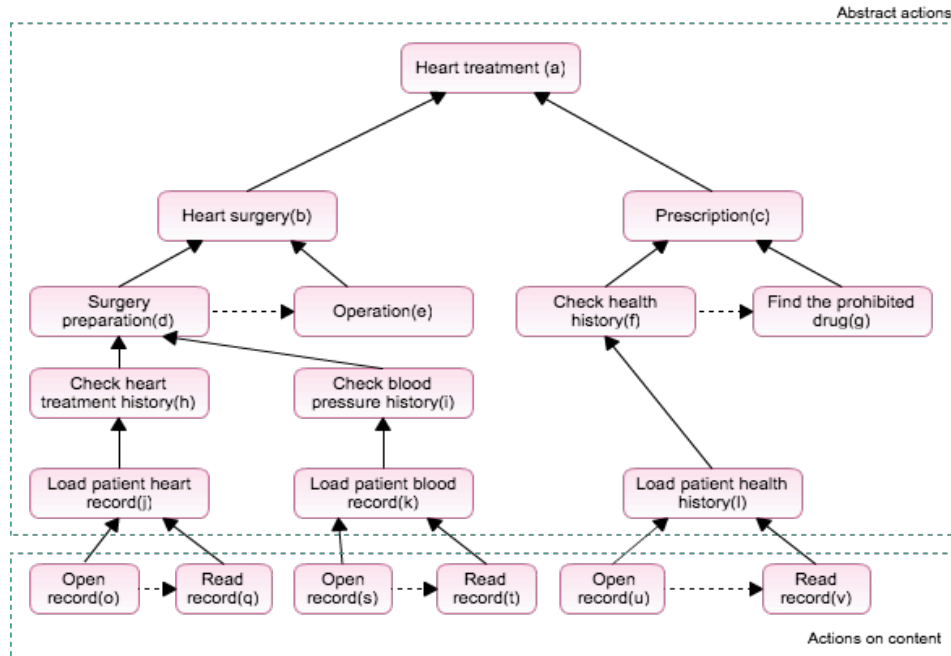 Abstract actions
Heart treatment (a)
Heart surgery(b)
Prescription(c)
Surgery
preparation(d)
Operation(e)
Check health
history(f)
Find the prohibited
drug(g)
Check heart
treatment history(h)
Check blood
pressure history(i)
Load patient heart
record(j)
Load patient blood
record(k)
Load patient health
history(l)
Open
record(o)
Read
record(q)
Open
record(s)
Read
record(t)
Open
record(u)
Read
record(v)
Actions on content